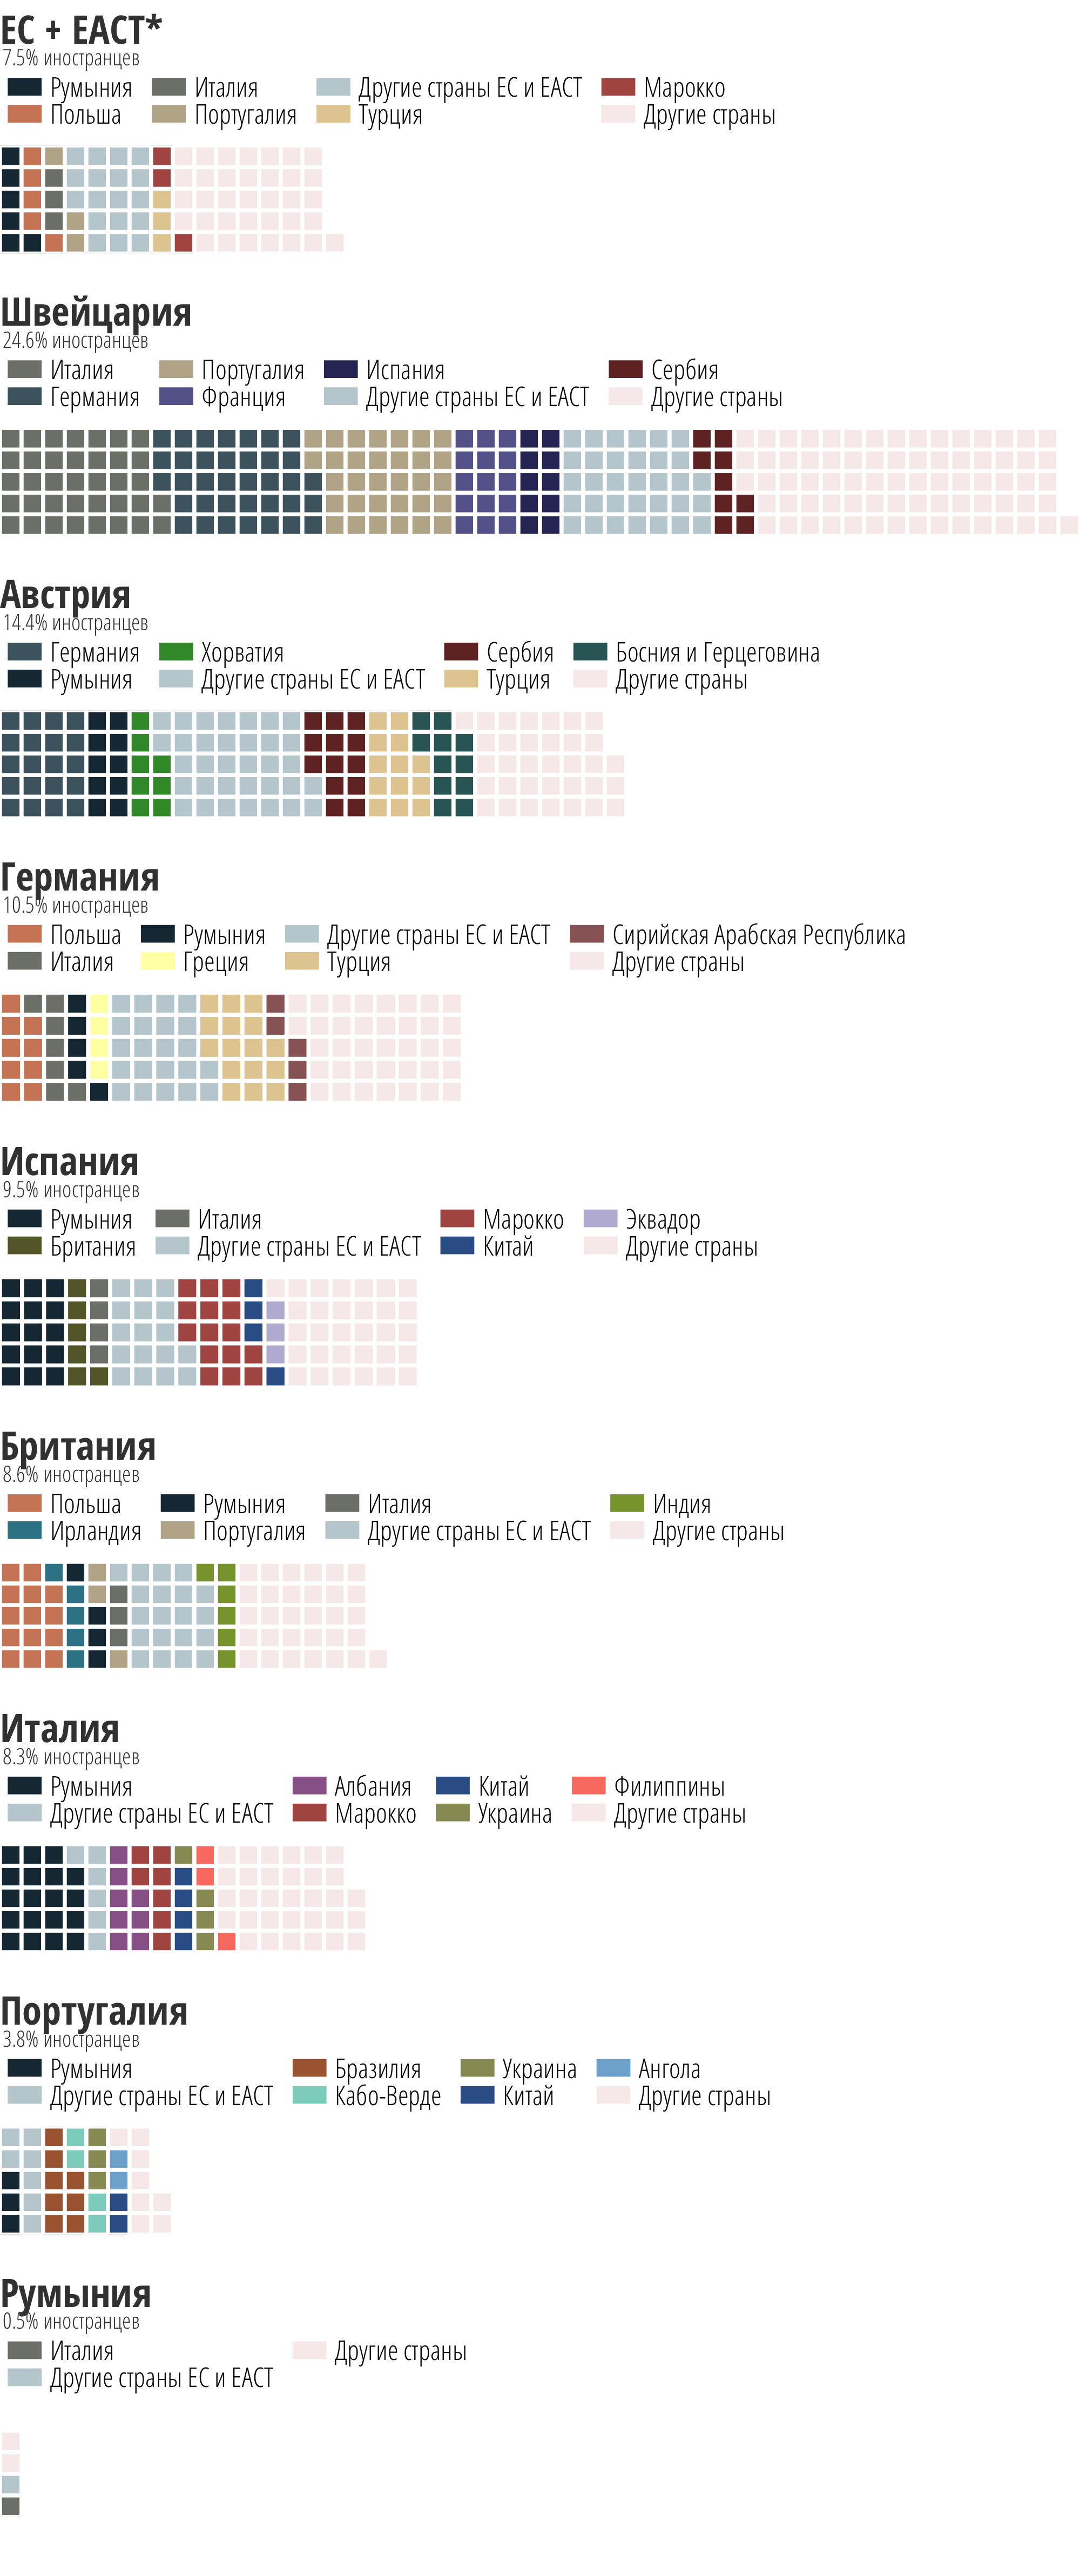 ЕС + ЕАСТ*
7.5% иностранцев
Румыния Италия Другие страны ЕС и ЕАСТ Марокко
Польша Португалия Турция Другие страны
Швейцария
24.6% иностранцев
Италия Португалия Испания Сербия
Германия Франция Другие страны ЕС и ЕАСТ Другие страны
Австрия
14.4% иностранцев
Германия Хорватия Сербия Босния и Герцеговина
Румыния Другие страны ЕС и ЕАСТ Турция Другие страны
Германия
10.5% иностранцев
Польша Румыния Другие страны ЕС и ЕАСТ Сирийская Арабская Республика
Италия Греция Турция Другие страны
Испания
9.5% иностранцев
Румыния Италия Марокко Эквадор
Британия Другие страны ЕС и ЕАСТ Китай Другие страны
Британия
8.6% иностранцев
Польша Румыния Италия Индия
Ирландия Португалия Другие страны ЕС и ЕАСТ Другие страны
Италия
8.3% иностранцев
Румыния Албания Китай Филиппины
Другие страны ЕС и ЕАСТ Марокко Украина Другие страны
Португалия
3.8% иностранцев
Румыния Бразилия Украина Ангола
Другие страны ЕС и ЕАСТ Кабо-Верде Китай Другие страны
Румыния
0.5% иностранцев
Италия Другие страны
Другие страны ЕС и ЕАСТ